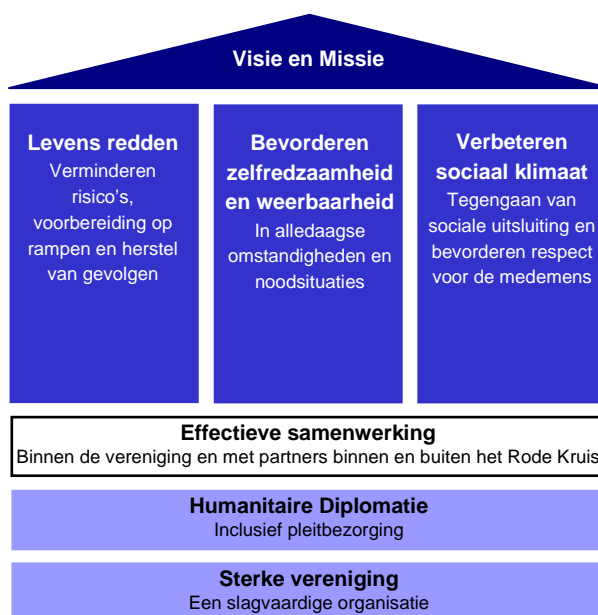 Visie en Missie
Levens redden
Verminderen
risico's,
voorbereiding op
rampen en herstel
van gevolgen
Bevorderen
zelfredzaamheid
en weerbaarheid
In alledaagse
omstandigheden en
noodsituaties
Verbeteren
sociaal klimaat
Tegengaan van
sociale uitsluiting en
bevorderen respect
voor de medemens
Effectieve samenwerking
Binnen de vereniging en met partners binnen en buiten het Rode Kruis
Humanitaire Diplomatie
Inclusief pleitbezorging
Sterke vereniging
Een slagvaardige organisatie